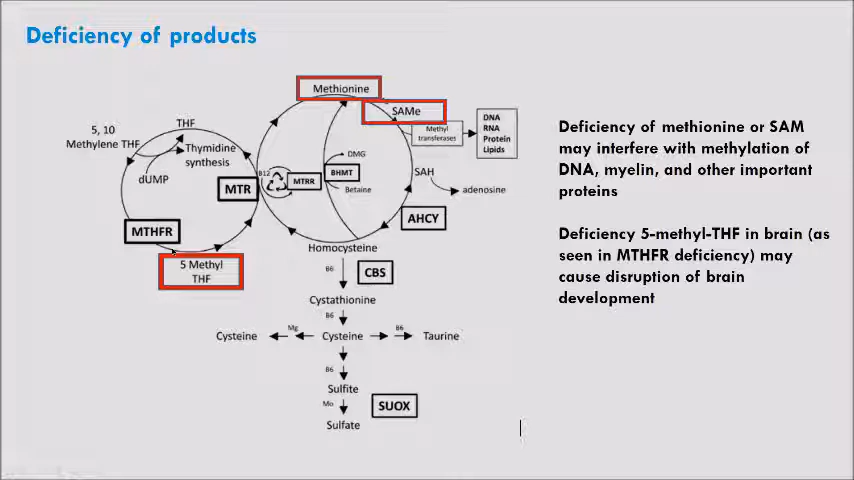 Deficiency of products
Methionine
SAMe
DNA
RNA
Protein
Lipids
Methyl
transferases
5, 10
Methylene THF
THF
Thymidine
synthesis
dUMP
MTR
B12
MTRR
BHMT
DMG
Betaine
SAH
adenosine
MTHFR
AHCY
5 Methyl
THF
Homocysteine
B6
CBS
Cystathionine
B6
Cysteine
Mg
Cysteine
B6
Taurine
B6
Sulfite
Mo
SUOX
Sulfate
Deficiency of methionine or SAM
may interfere with methylation of
DNA, myelin, and other important
proteins
Deficiency 5-methyl-THF in brain (as
seen in MTHFR deficiency) may
cause disruption of brain
development